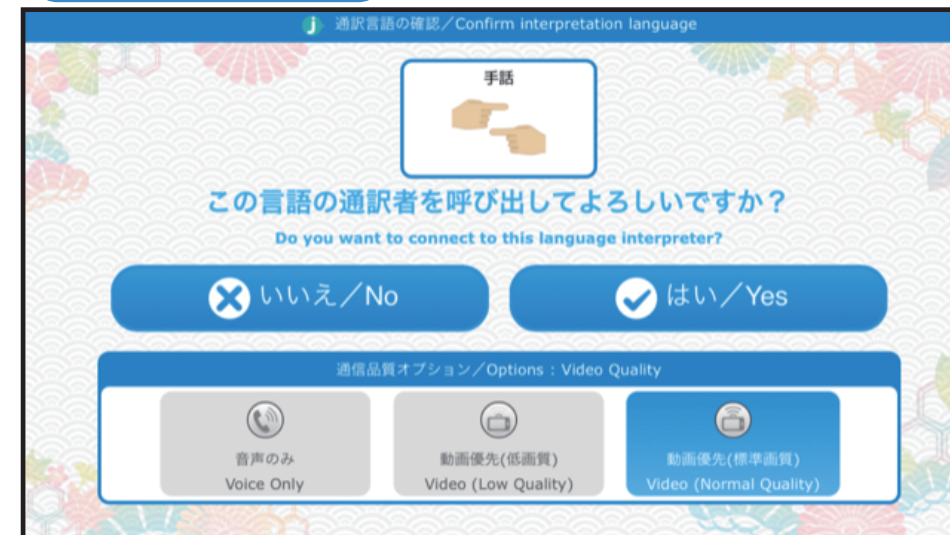 通訳言語の確認／Confirm interpretation language
手話
この言語の通訳者を呼び出してよろしいですか？
Do you want to connect to this language interpreter?
いいえ／No
はい／Yes
通信品質オプション／Options : Video Quality
音声のみ
Voice Only
動画優先(低画質)
Video (Low Quality)
動画優先(標準画質)
Video (Normal Quality)